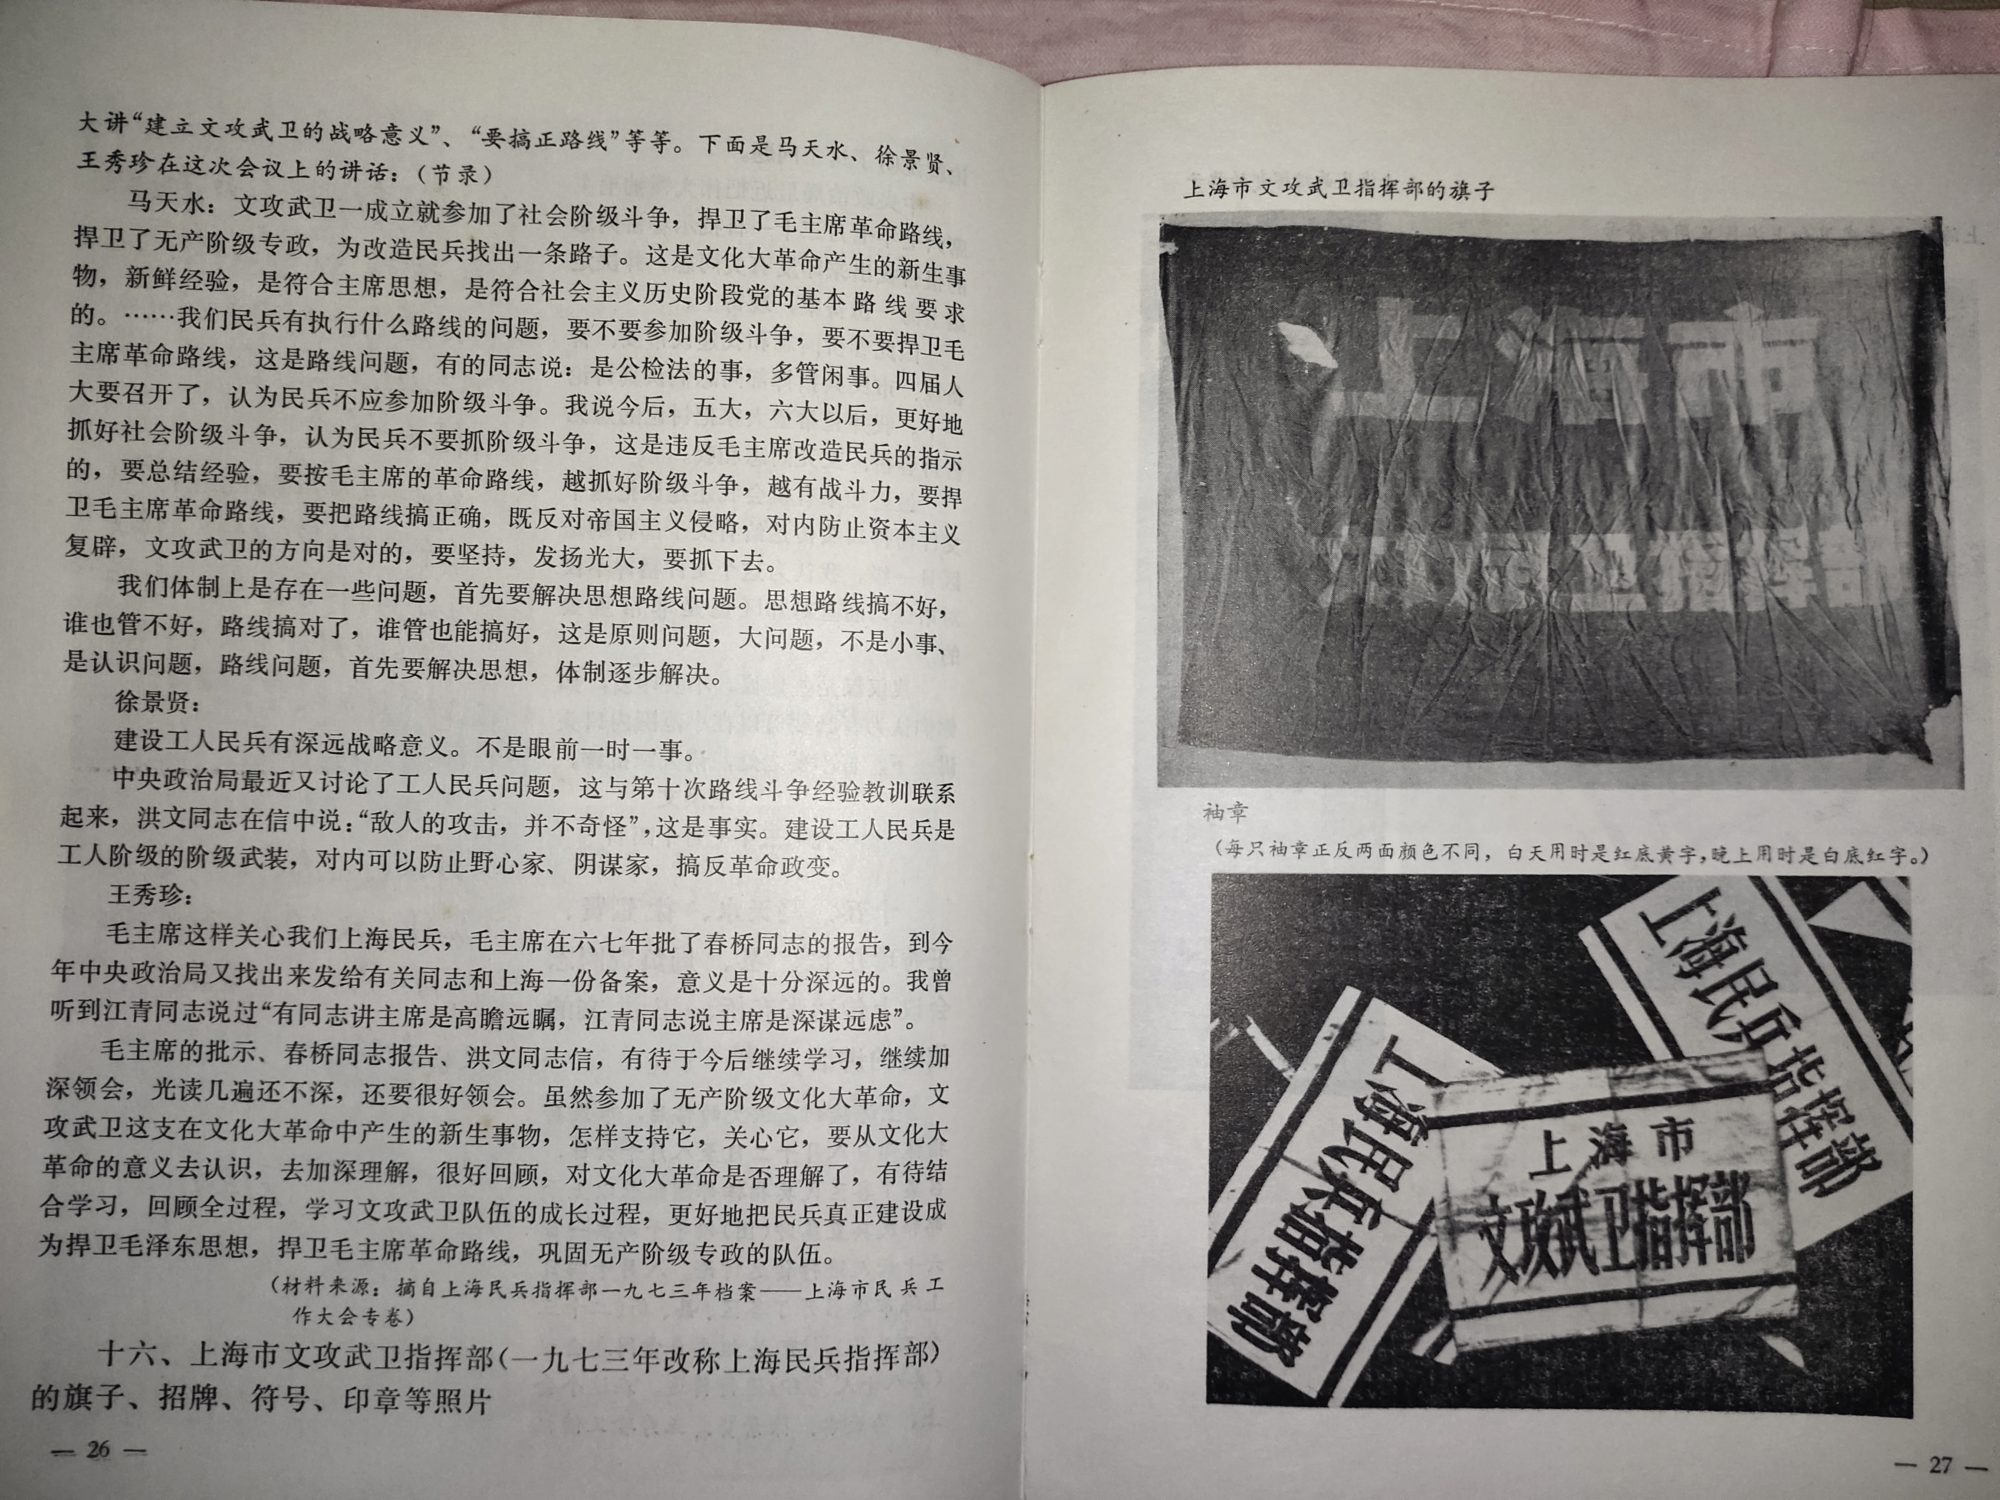 大讲“建立文攻武卫的战略意义”、“要搞正路线”等等。下面是马天水、徐景贤、
王秀珍在这次会议上的讲话：（节录）
马天水：文攻武卫一成立就参加了社会阶级斗争，捍卫了毛主席革命路线，
捍卫了无产阶级专政，为改造民兵找出一条路子。这是文化大革命产生的新生事
物，新鲜经验，是符合主席思想，是符合社会主义历史阶段党的基本路线要求
的。……我们民兵有执行什么路线的问题，要不要参加阶级斗争，要不要捍卫毛
主席革命路线，这是路线问题，有的同志说：是公检法的事，多管闲事。四届人
大要召开了，认为民兵不应参加阶级斗争。我说今后，五大，六大以后，更好地
抓好社会阶级斗争，认为民兵不要抓阶级斗争，这是违反毛主席改造民兵的指示
的，要总结经验，要按毛主席的革命路线，越抓好阶级斗争，越有战斗力，要捍
卫毛主席革命路线，要把路线搞正确，既反对帝国主义侵略，对内防止资本主义
复辟，文攻武卫的方向是对的，要坚持，发扬光大，要抓下去。
我们体制上是存在一些问题，首先要解决思想路线问题。思想路线搞不好，
谁也管不好，路线搞对了，谁管也能搞好，这是原则问题，大问题，不是小事、
是认识问题，路线问题，首先要解决思想，体制逐步解决。
徐景贤：
建设工人民兵有深远战略意义。不是眼前一时一事。
中央政治局最近又讨论了工人民兵问题，这与第十次路线斗争经验教训联系
起来，洪文同志在信中说：“敌人的攻击，并不奇怪”，这是事实。建设工人民兵是
工人阶级的阶级武装，对内可以防止野心家、阴谋家，搞反革命政变。
王秀珍：
毛主席这样关心我们上海民兵，毛主席在六七年批了春桥同志的报告，到今
年中央政治局又找出来发给有关同志和上海一份备案，意义是十分深远的。我曾
听到江青同志说过“有同志讲主席是高瞻远瞩，江青同志说主席是深谋远虑”。
毛主席的批示、春桥同志报告、洪文同志信，有待于今后继续学习，继续加
深领会，光读几遍还不深，还要很好领会。虽然参加了无产阶级文化大革命，文
攻武卫这支在文化大革命中产生的新生事物，怎样支持它，关心它，要从文化大
革命的意义去认识，去加深理解，很好回顾，对文化大革命是否理解了，有待结
合学习，回顾全过程，学习文攻武卫队伍的成长过程，更好地把民兵真正建设成
为捍卫毛泽东思想，捍卫毛主席革命路线，巩固无产阶级专政的队伍。
（材料来源：摘自上海民兵指挥部一九七三年档案——上海市民兵工
作大会专卷）
十六、上海市文攻武卫指挥部（一九七三年改称上海民兵指挥部）
的旗子、招牌、符号、印章等照片
— 26 —
上海市文攻武卫指挥部的旗子
上海市
文攻武卫指挥部
袖章
（每只袖章正反两面颜色不同，白天用时是红底黄字，晚上用时是白底红字。）
上海民兵指挥部
上海民兵指挥部
上海市
文攻武卫指挥部
— 27 —